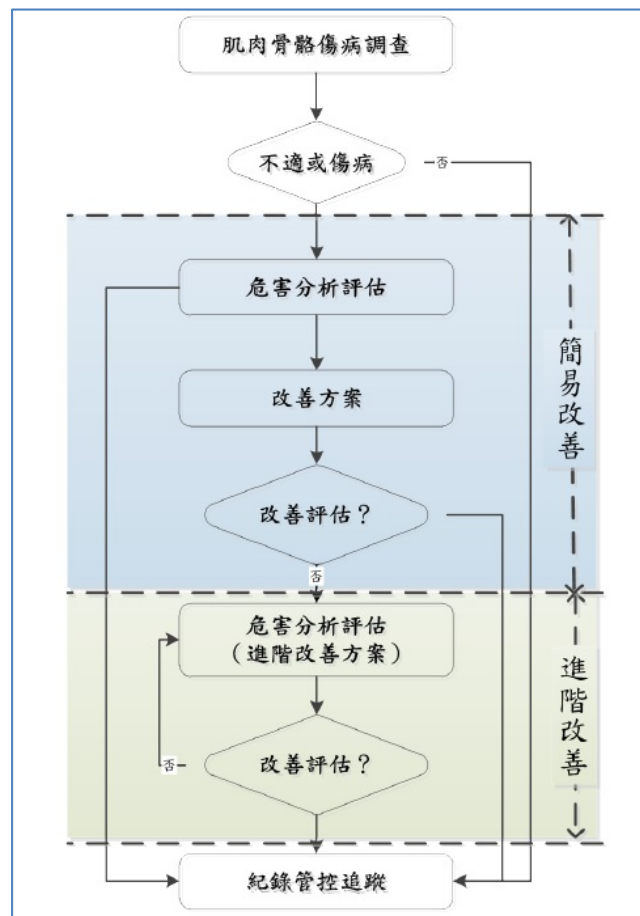 肌肉骨骼傷病調查
不適或傷病
否
危害分析評估
改善方案
改善評估？
否
簡易改善
危害分析評估
（進階改善方案）
改善評估？
否
進階改善
紀錄管控追蹤